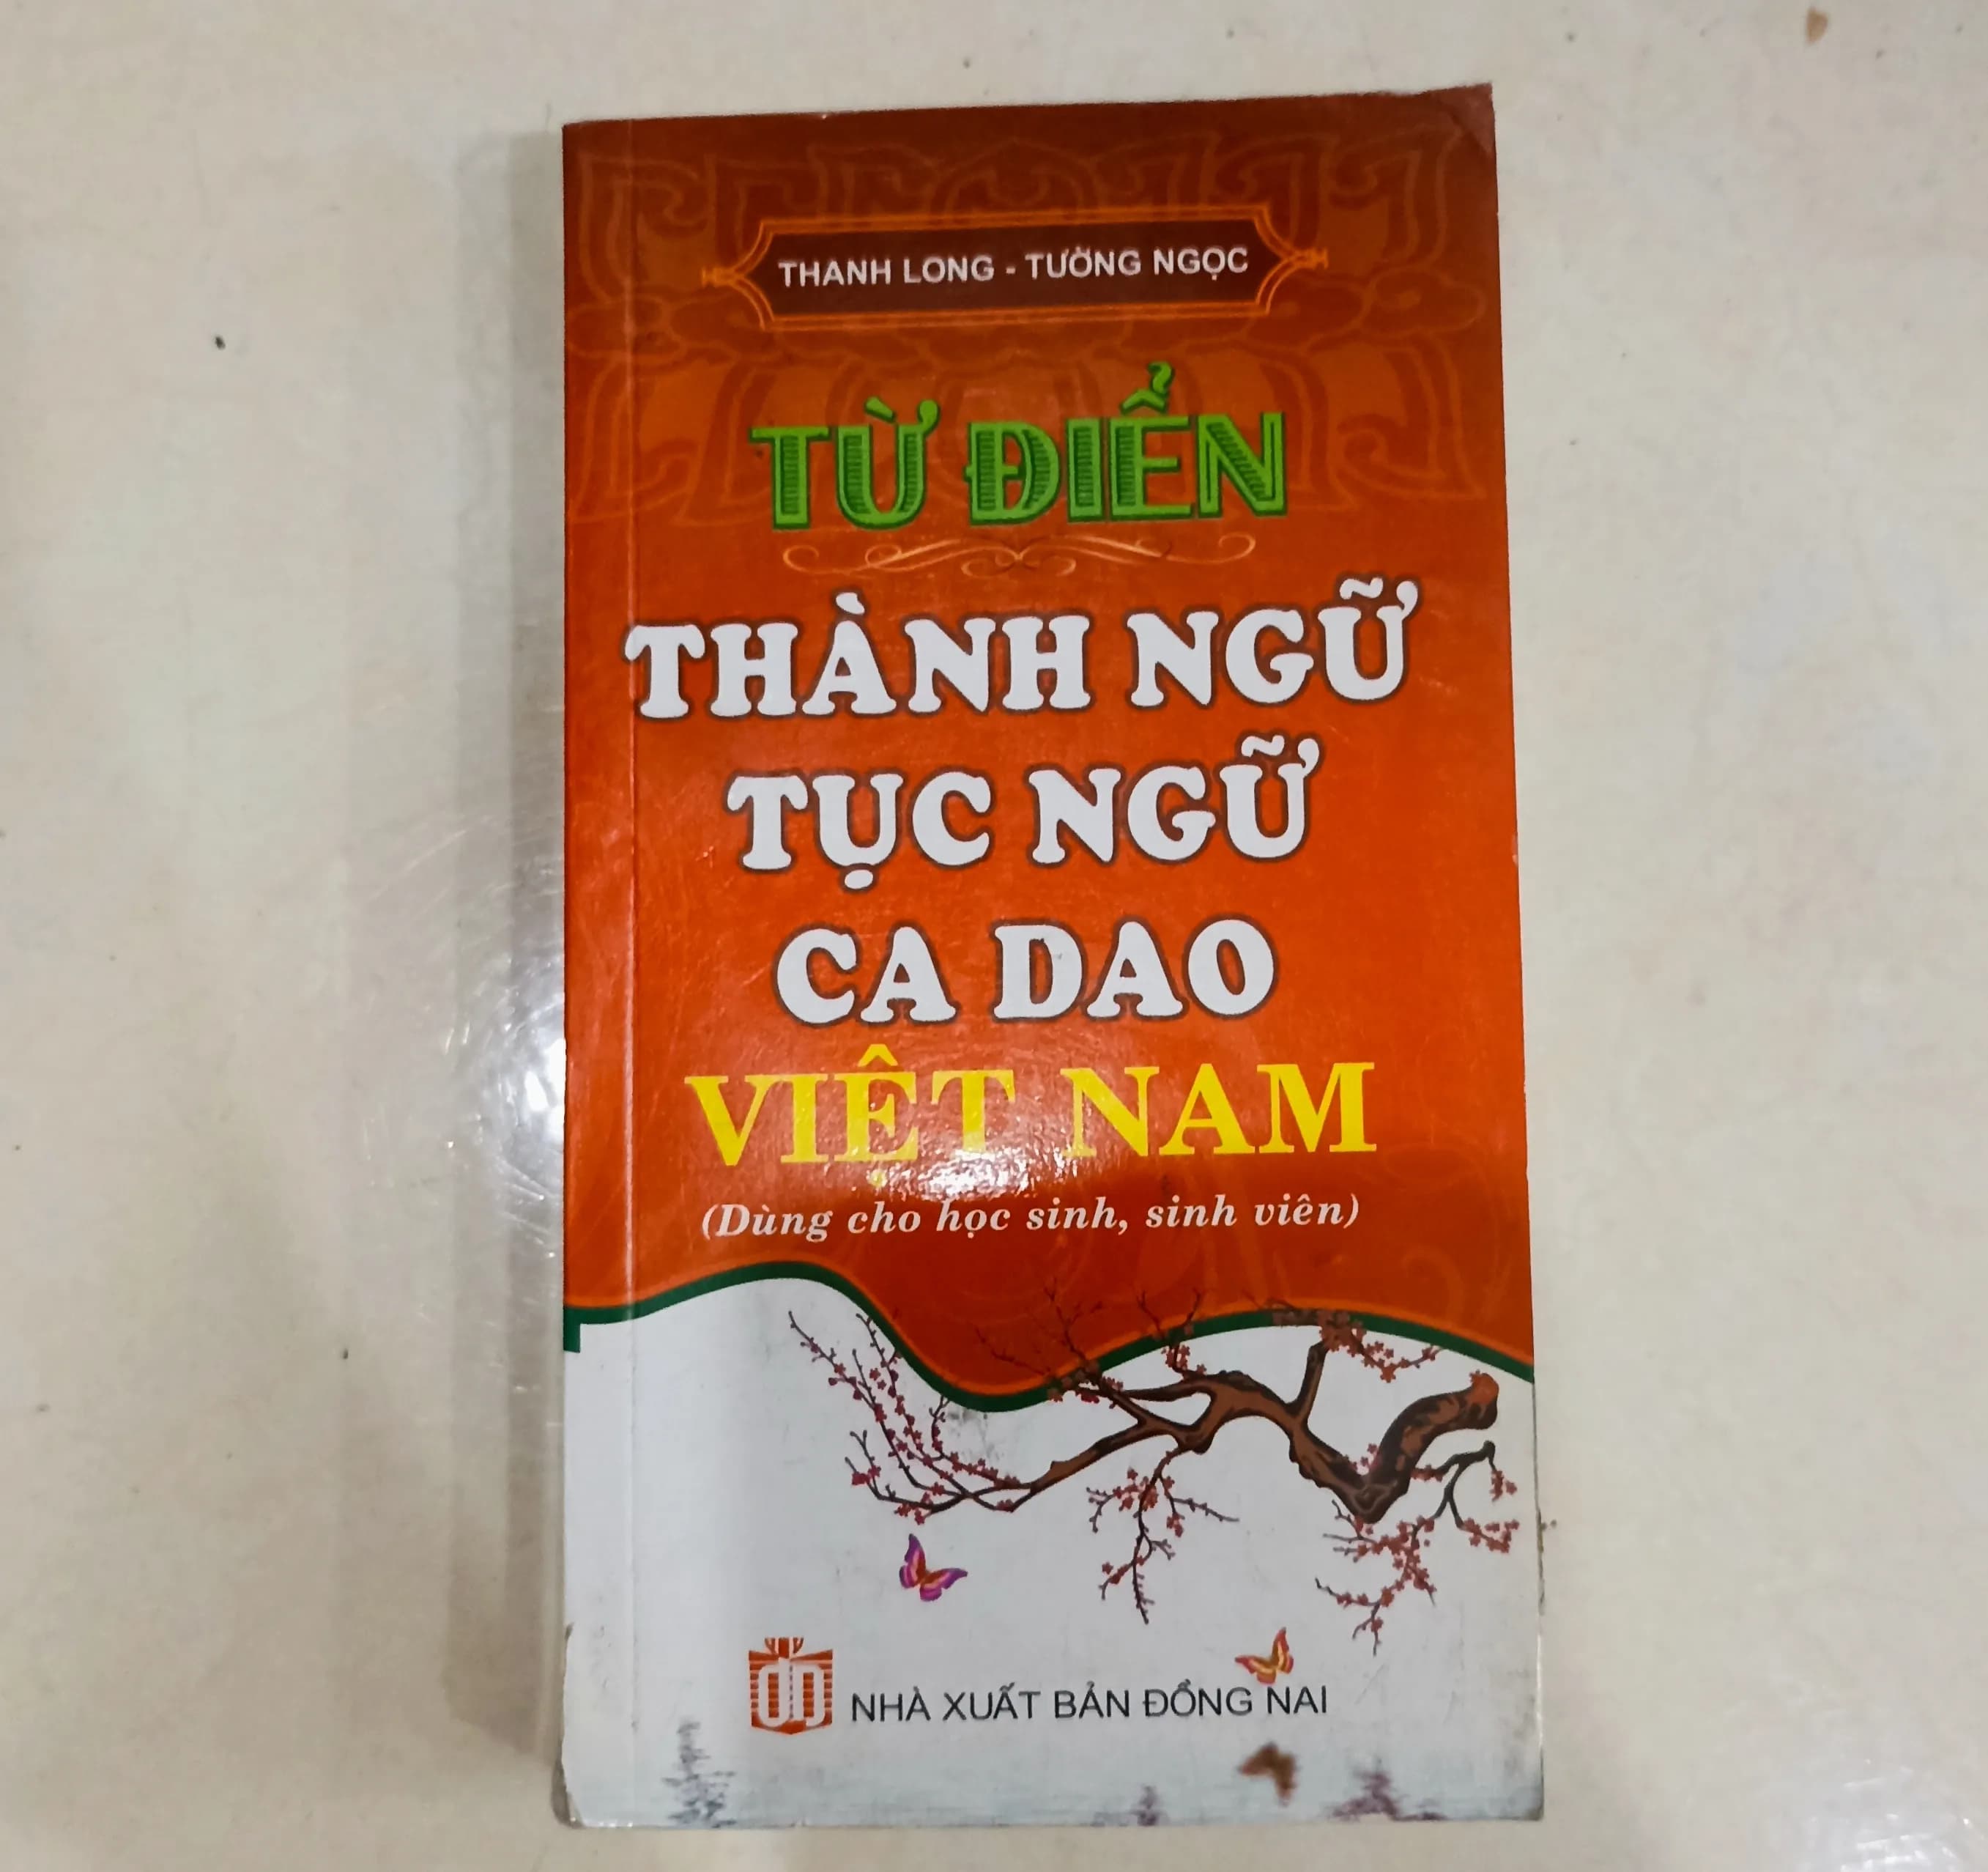 THANH LONG - TƯỜNG NGỌC
TỪ ĐIỂN
THÀNH NGỮ
TỤC NGỮ
CA DAO
VIỆT NAM
(Dùng cho học sinh, sinh viên)
NHÀ XUẤT BẢN ĐỒNG NAI